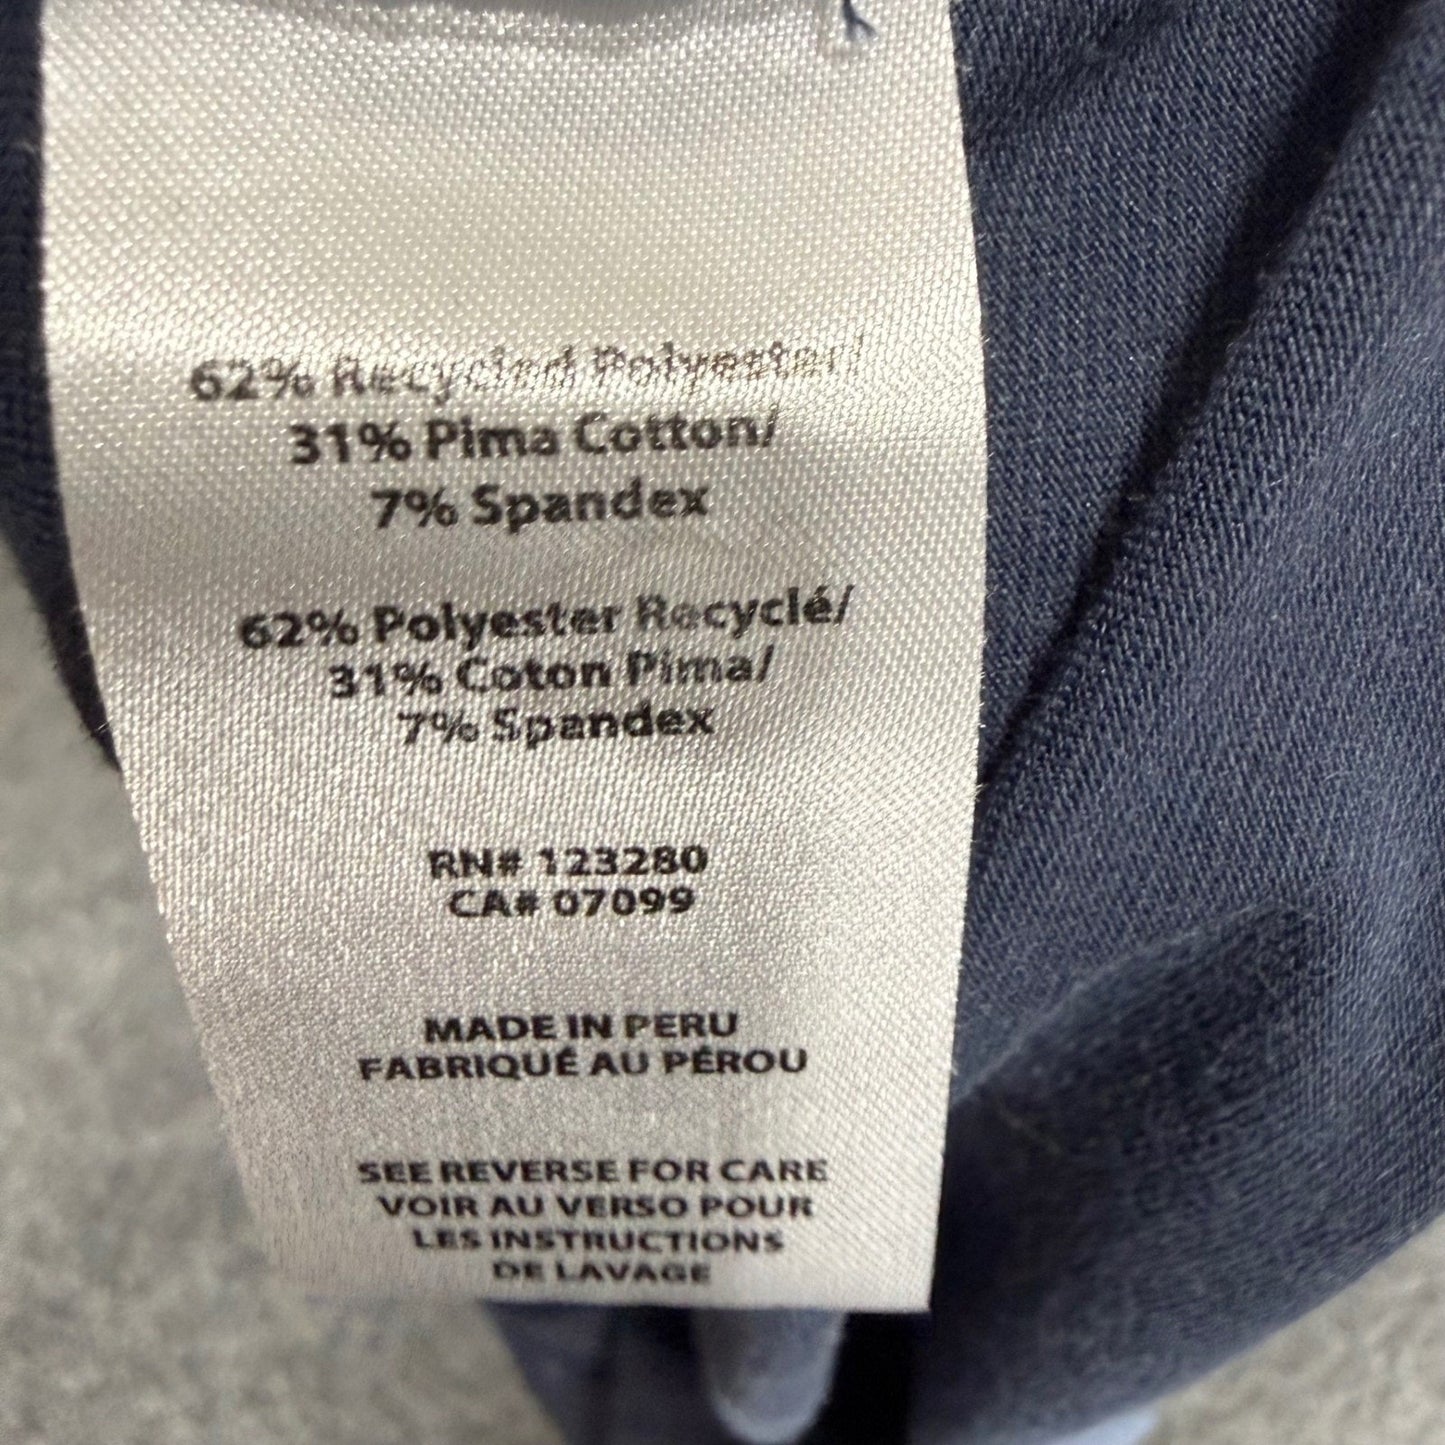 62% Recycled Polyester/
31% Pima Cotton/
7% Spandex
62% Polyester Recyclé/
31% Coton Pima/
7% Spandex
RN# 123280
CA# 07099
MADE IN PERU
FABRIQUÉ AU PÉROU
SEE REVERSE FOR CARE
VOIR AU VERSO POUR
LES INSTRUCTIONS
DE LAVAGE